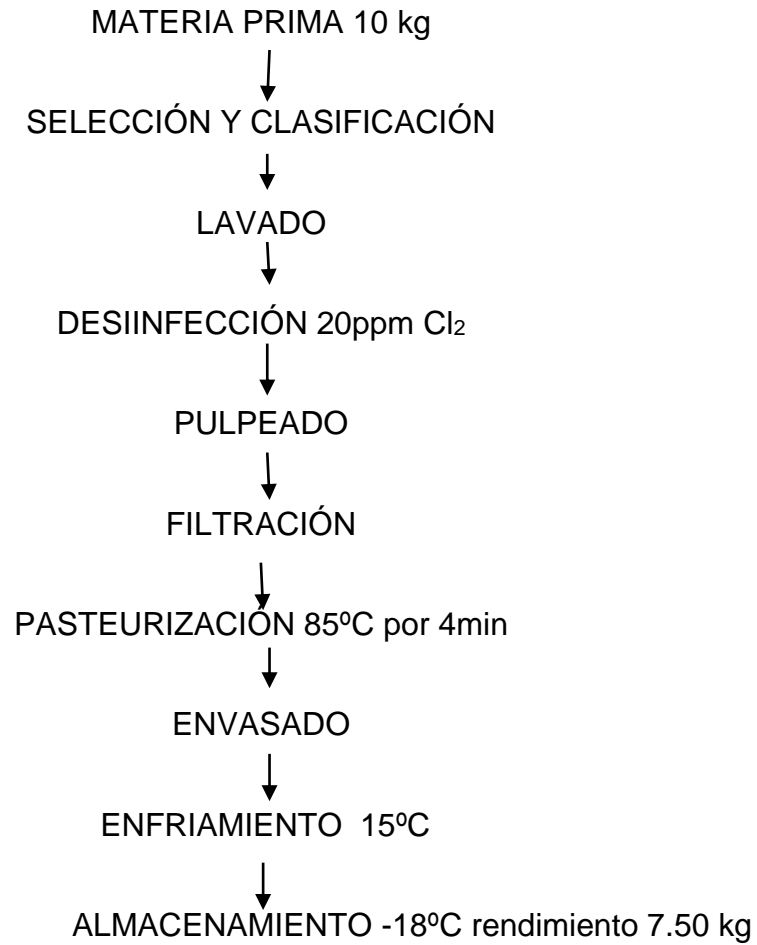 MATERIA PRIMA 10 kg
SELECCIÓN Y CLASIFICACIÓN
LAVADO
DESIINFECCIÓN 20ppm Cl₂
PULPEADO
FILTRACIÓN
PASTEURIZACIÓN 85ºC por 4min
ENVASADO
ENFRIAMIENTO 15ºC
ALMACENAMIENTO -18ºC rendimiento 7.50 kg